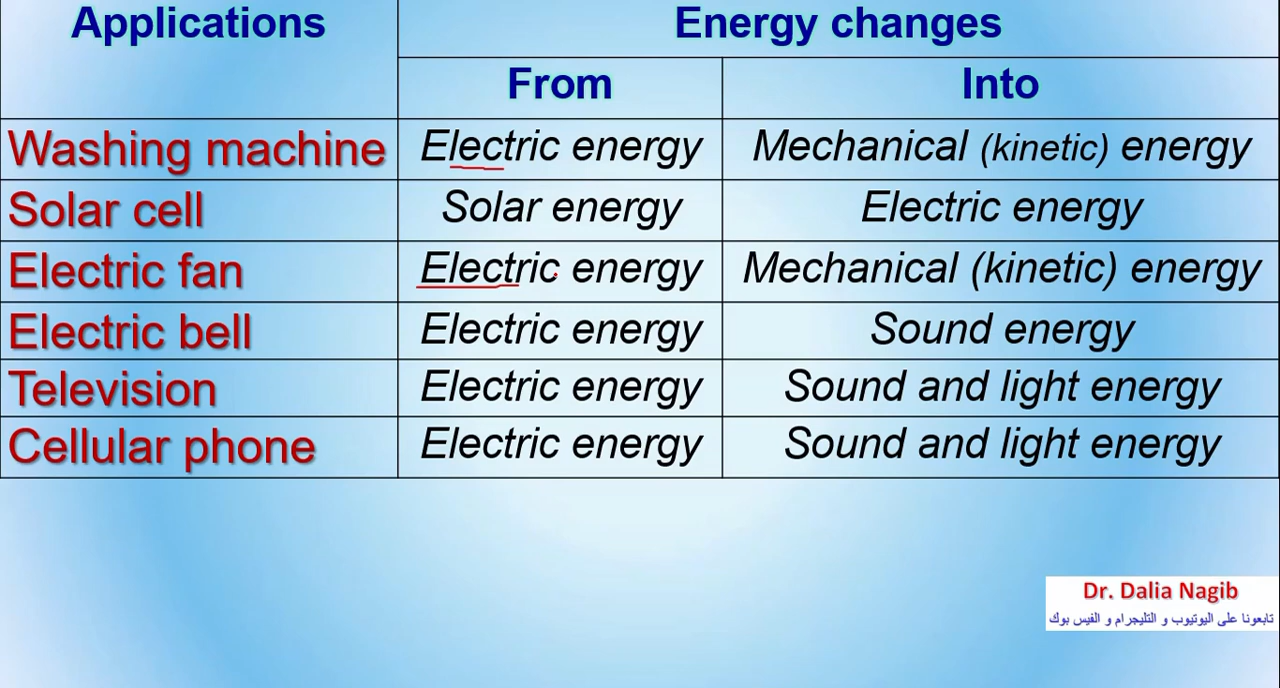 Applications
Energy changes
From
Into
Washing machine
Electric energy
Mechanical (kinetic) energy
Solar cell
Solar energy
Electric energy
Electric fan
Electric energy
Mechanical (kinetic) energy
Electric bell
Electric energy
Sound energy
Television
Electric energy
Sound and light energy
Cellular phone
Electric energy
Sound and light energy
Dr. Dalia Nagib
تابعونا على اليوتيوب و التليجرام و الفيس بوك